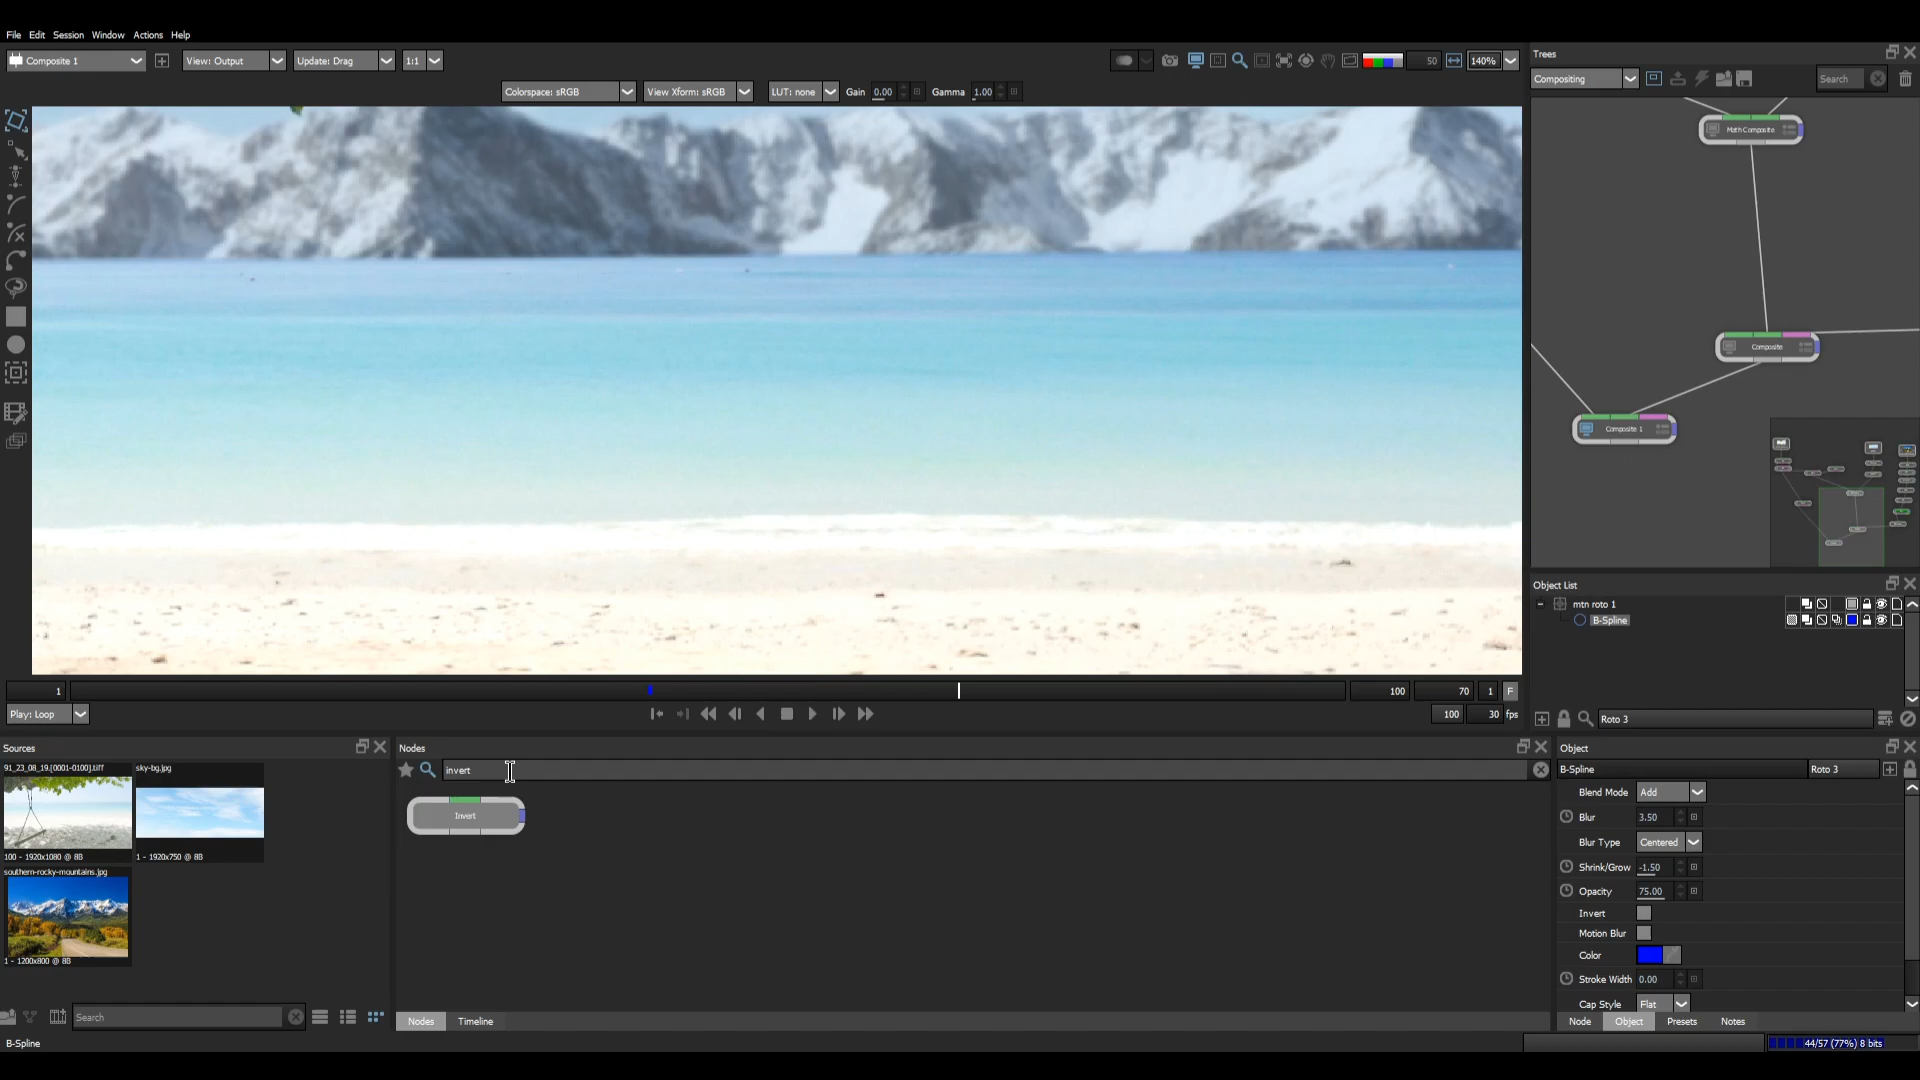 File Edit Session Window Actions Help
Composite 1
View: Output
Update: Drag
1:1
50
140%
Colorspace: sRGB
View Xform: sRGB
LUT: none
Gain 0.00
Gamma 1.00
Trees
Compositing
Search
Math Composite
Composite
Composite 1
Object List
mtn roto 1
B-Spline
Roto 3
1
100
70
1
F
Play: Loop
100
30 fps
Sources
91_23_08_19.[0001-0100].tiff
100 - 1920x1080 @ 8B
sky-bg.jpg
1 - 1920x750 @ 8B
southern-rocky-mountains.jpg
1 - 1200x800 @ 8B
Search
Nodes
invert
Invert
Nodes
Timeline
Object
B-Spline
Roto 3
Blend Mode Add
Blur 3.50
Blur Type Centered
Shrink/Grow -1.50
Opacity 75.00
Invert
Motion Blur
Color
Stroke Width 0.00
Cap Style Flat
Node Object Presets Notes
B-Spline
44/57 (77%) 8 bits